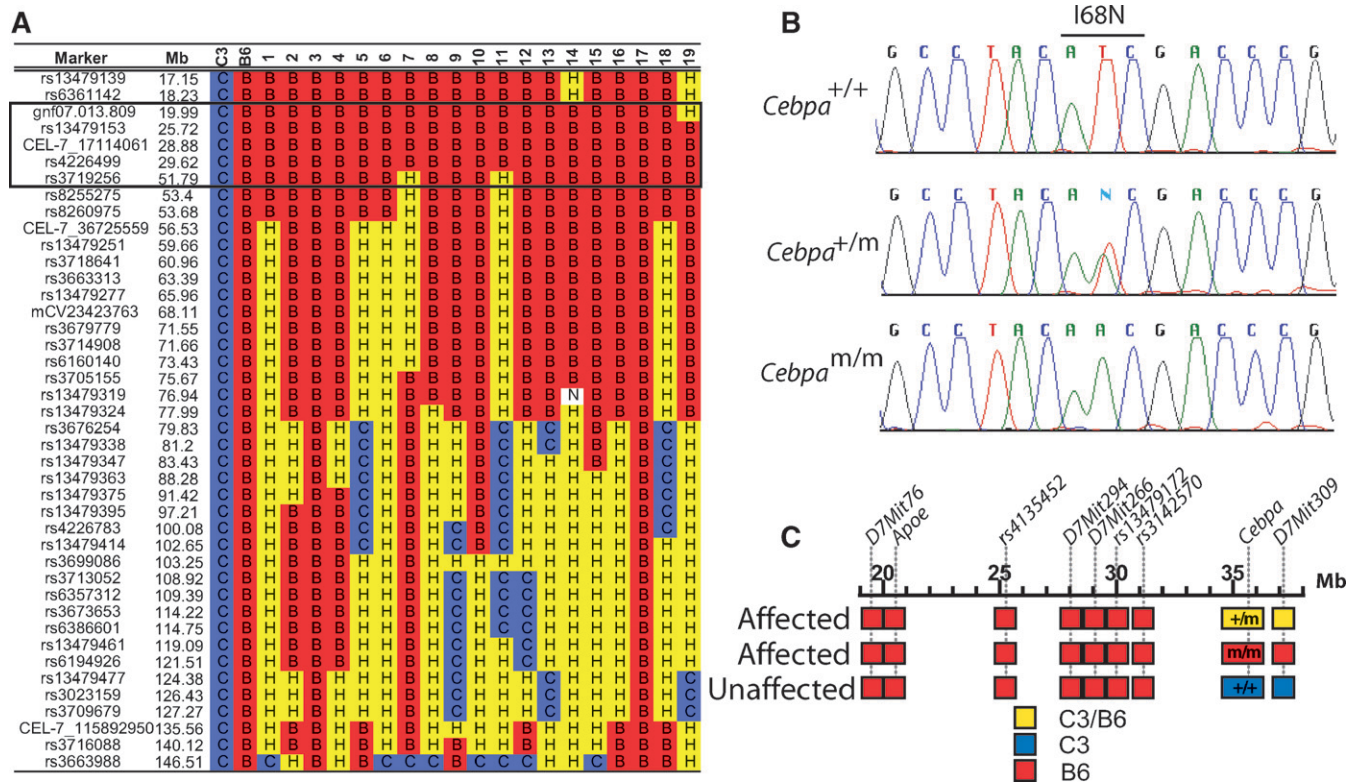 A
Marker Mb C3 B6 1 2 3 4 5 6 7 8 9 10 11 12 13 14 15 16 17 18 19
rs13479139 17.15 C B B B B B B B B B B B B B B H B B B B H
rs6361142 18.23 C B B B B B B B B B B B B B B H B B B B H
gnf07.013.809 19.99 C B B B B B B B B B B B B B B B B B B B H
rs13479153 25.72 C B B B B B B B B B B B B B B B B B B B B
CEL-7_17114061 28.88 C B B B B B B B B B B B B B B B B B B B B
rs4226499 29.62 C B B B B B B B B B B B B B B B B B B B B
rs3719256 51.79 C B B B B B B B H B B B H B B B B B B B B
rs8255275 53.4 C B B B B B B B H B B B H B B B B B B B B
rs8260975 53.68 C B B B B B B B H B B B H B B B B B B B B
CEL-7_36725559 56.53 C B H B B B H H H B B B H B B B B B B H B
rs13479251 59.66 C B H B B B H H H B B B H B B B B B B H B
rs3718641 60.96 C B H B B B H H H B B B H B B B B B B H B
rs3663313 63.39 C B H B B B H H H B B B H B B B B B B H B
rs13479277 65.96 C B H B B B H H H B B B H B B B B B B H B
mCV23423763 68.11 C B H B B B H H H B B B H B B B B B B H B
rs3679779 71.55 C B H B B B H H H B B B H B B B B B B H B
rs3714908 71.66 C B H B B B H H H B B B H B B B B B B H B
rs6160140 73.43 C B H B B B H H H B B B H B B B B B B H B
rs3705155 75.67 C B H B B B H H B B B B H B B B B B B H B
rs13479319 76.94 C B H B B B H H B B B B H B B N B B B H B
rs13479324 77.99 C B H B B B H H B H B B H B B H B B B H B
rs3676254 79.83 C B H H B H C H B H H B C H C H B H B C H
rs13479338 81.2 C B H H B H C H B H H B C H C H B H B C H
rs13479347 83.43 C B H H B H C H B H H B C H H H B H B C H
rs13479363 88.28 C B H H B H C H B H H B C H H H H H B C H
rs13479375 91.42 C B H H B B C H B H H B C H H H H H B C H
rs13479395 97.21 C B H B B B C H B H H B C H H H H H B C H
rs4226783 100.08 C B H B B B C H B H C B C H H H H H B C H
rs13479414 102.65 C B H B B B C H B H C B C H H H H H B H H
rs3699086 103.25 C B H B B B H H B H H H H H H H H H B H H
rs3713052 108.92 C B H B B B H H B H C H C C H H H H B H H
rs6357312 109.39 C B H B B B H H B H C H C C H H H H B H H
rs3673653 114.22 C B H B B B H H B H C H C C H H H H B H H
rs6386601 114.75 C B H B B B H H B H C H C C H H H H B H H
rs13479461 119.09 C B H B B B H H B H C H H C H H H H B H H
rs6194926 121.51 C B H B B B H H B H C H H C H H H H B H H
rs13479477 124.38 C B H H B H H H B H C H H H C H H H B H C
rs3023159 126.43 C B H H B H H H B H C H H H C H H H B H C
rs3709679 127.27 C B H H B H H H B H C H H H C H H H B H C
CEL-7_115892950 135.56 C B
rs3716088 140.12 C B
rs3663988 146.51 C B C H B H B C C C
B
I68N
G C C T A C A T C G A C C C G
Cebpa+/+
G C C T A C A N C G A C C C G
Cebpa+/m
G C C T A C A A C G A C C C G
Cebpam/m
C
D7Mit76
Apoe
rs4135452
D7Mit294
D7Mit266
rs13479172
rs3142570
Cebpa
D7Mit309
20 25 30 35 Mb
Affected +/m
Affected m/m
Unaffected +/+
C3/B6
C3
B6